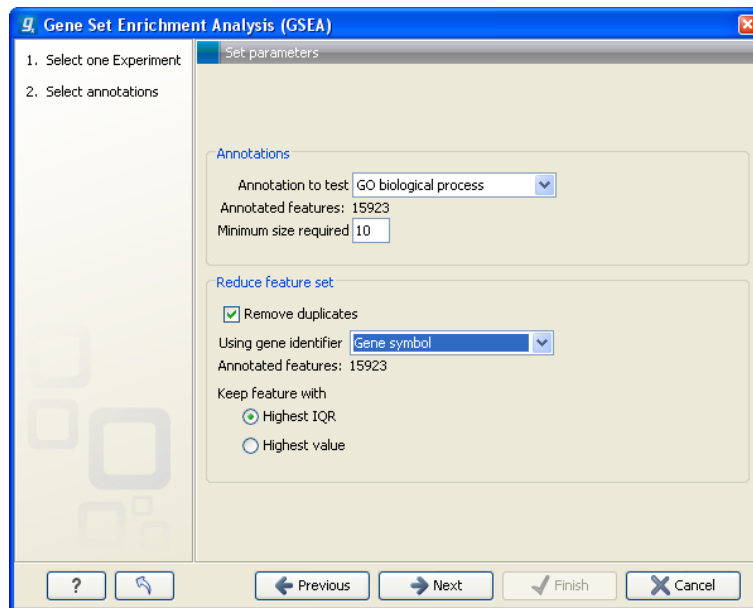 Gene Set Enrichment Analysis (GSEA)
1. Select one Experiment
2. Select annotations
Set parameters
Annotations
Annotation to test GO biological process
Annotated features: 15923
Minimum size required 10
Reduce feature set
Remove duplicates
Using gene identifier Gene symbol
Annotated features: 15923
Keep feature with
Highest IQR
Highest value
? Previous Next Finish Cancel